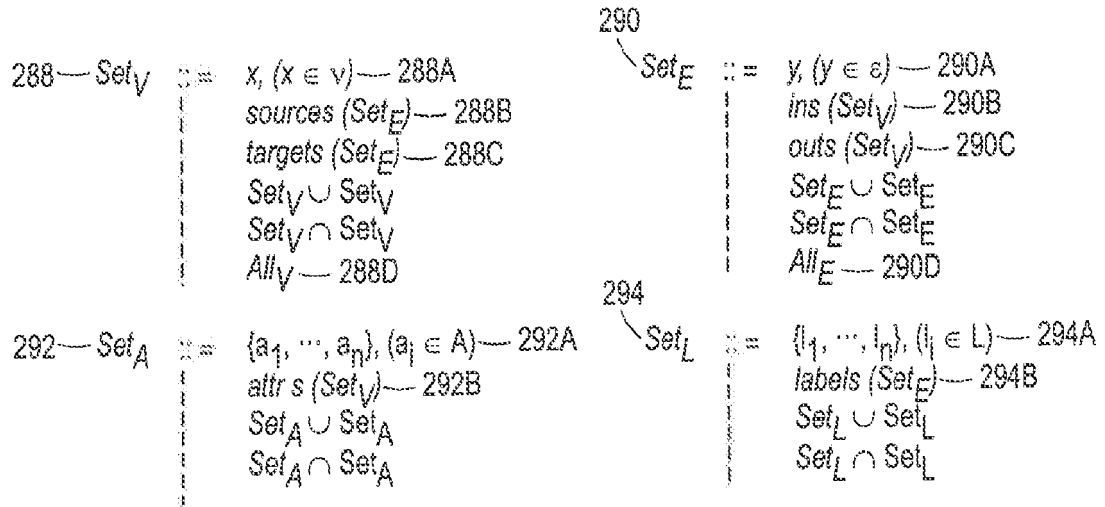 288 — Set_V ::= x, (x ∈ ν) — 288A
| sources (Set_E) — 288B
| targets (Set_E) — 288C
| Set_V ∪ Set_V
| Set_V ∩ Set_V
| All_V — 288D
290
Set_E ::= y, (y ∈ ε) — 290A
| ins (Set_V) — 290B
| outs (Set_V) — 290C
| Set_E ∪ Set_E
| Set_E ∩ Set_E
| All_E — 290D
292 — Set_A ::= {a_1, ⋯, a_n}, (a_i ∈ A) — 292A
| attr s (Set_V) — 292B
| Set_A ∪ Set_A
| Set_A ∩ Set_A
294
Set_L ::= {l_1, ⋯, l_n}, (l_i ∈ L) — 294A
| labels (Set_E) — 294B
| Set_L ∪ Set_L
| Set_L ∩ Set_L